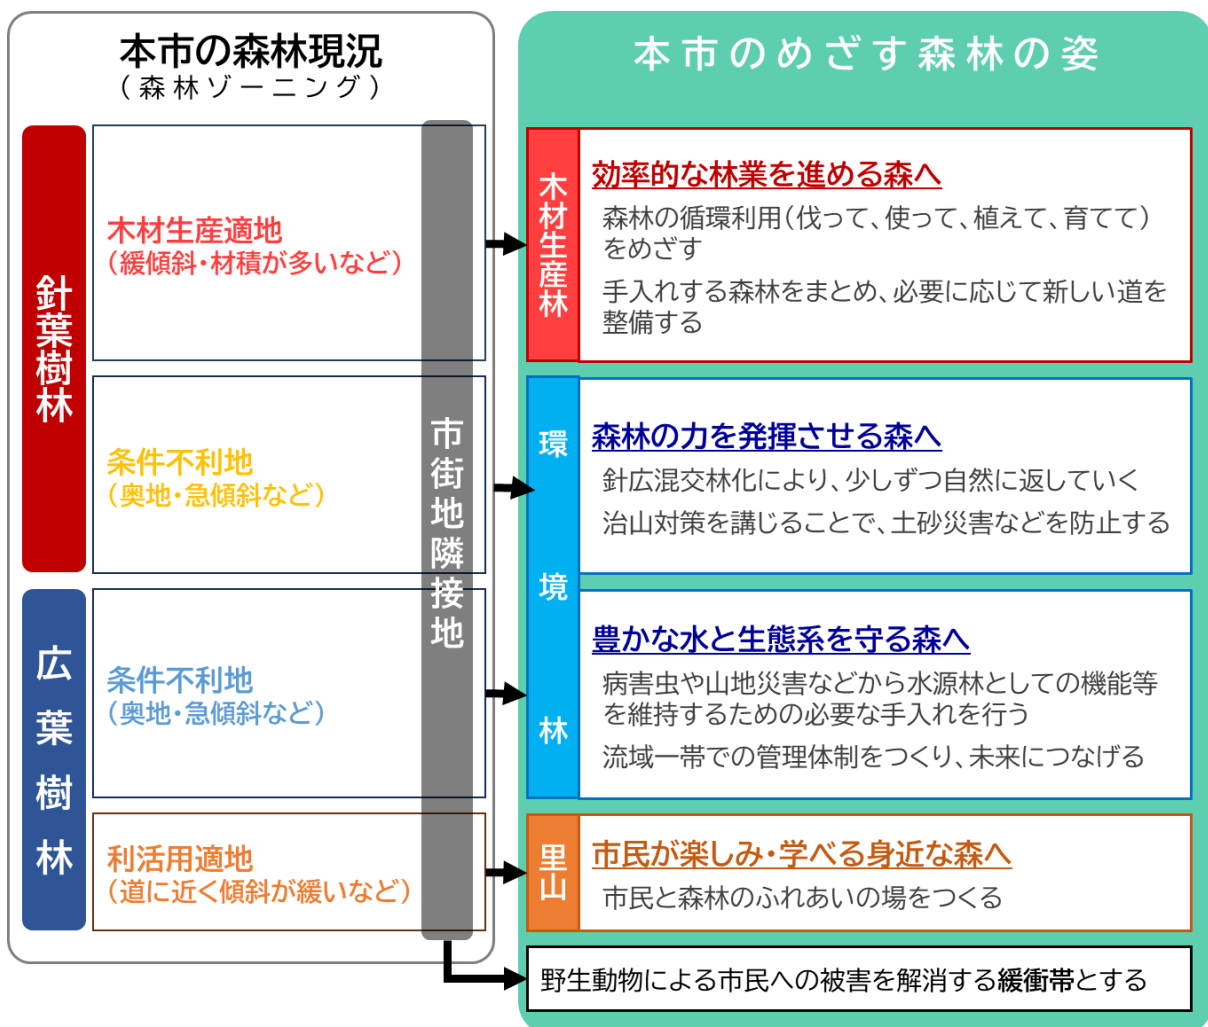 本市の森林現況
(森林ゾーニング)
針葉樹林
木材生産適地
(緩傾斜・材積が多いなど)
条件不利地
(奥地・急傾斜など)
広葉樹林
条件不利地
(奥地・急傾斜など)
利活用適地
(道に近く傾斜が緩いなど)
市街地隣接地
本市のめざす森林の姿
木材生産林
効率的な林業を進める森へ
森林の循環利用(伐って、使って、植えて、育てて)
をめざす
手入れする森林をまとめ、必要に応じて新しい道を
整備する
環境林
森林の力を発揮させる森へ
針広混交林化により、少しずつ自然に返していく
治山対策を講じることで、土砂災害などを防止する
豊かな水と生態系を守る森へ
病害虫や山地災害などから水源林としての機能等
を維持するための必要な手入れを行う
流域一帯での管理体制をつくり、未来につなげる
里山
市民が楽しみ・学べる身近な森へ
市民と森林のふれあいの場をつくる
野生動物による市民への被害を解消する緩衝帯とする